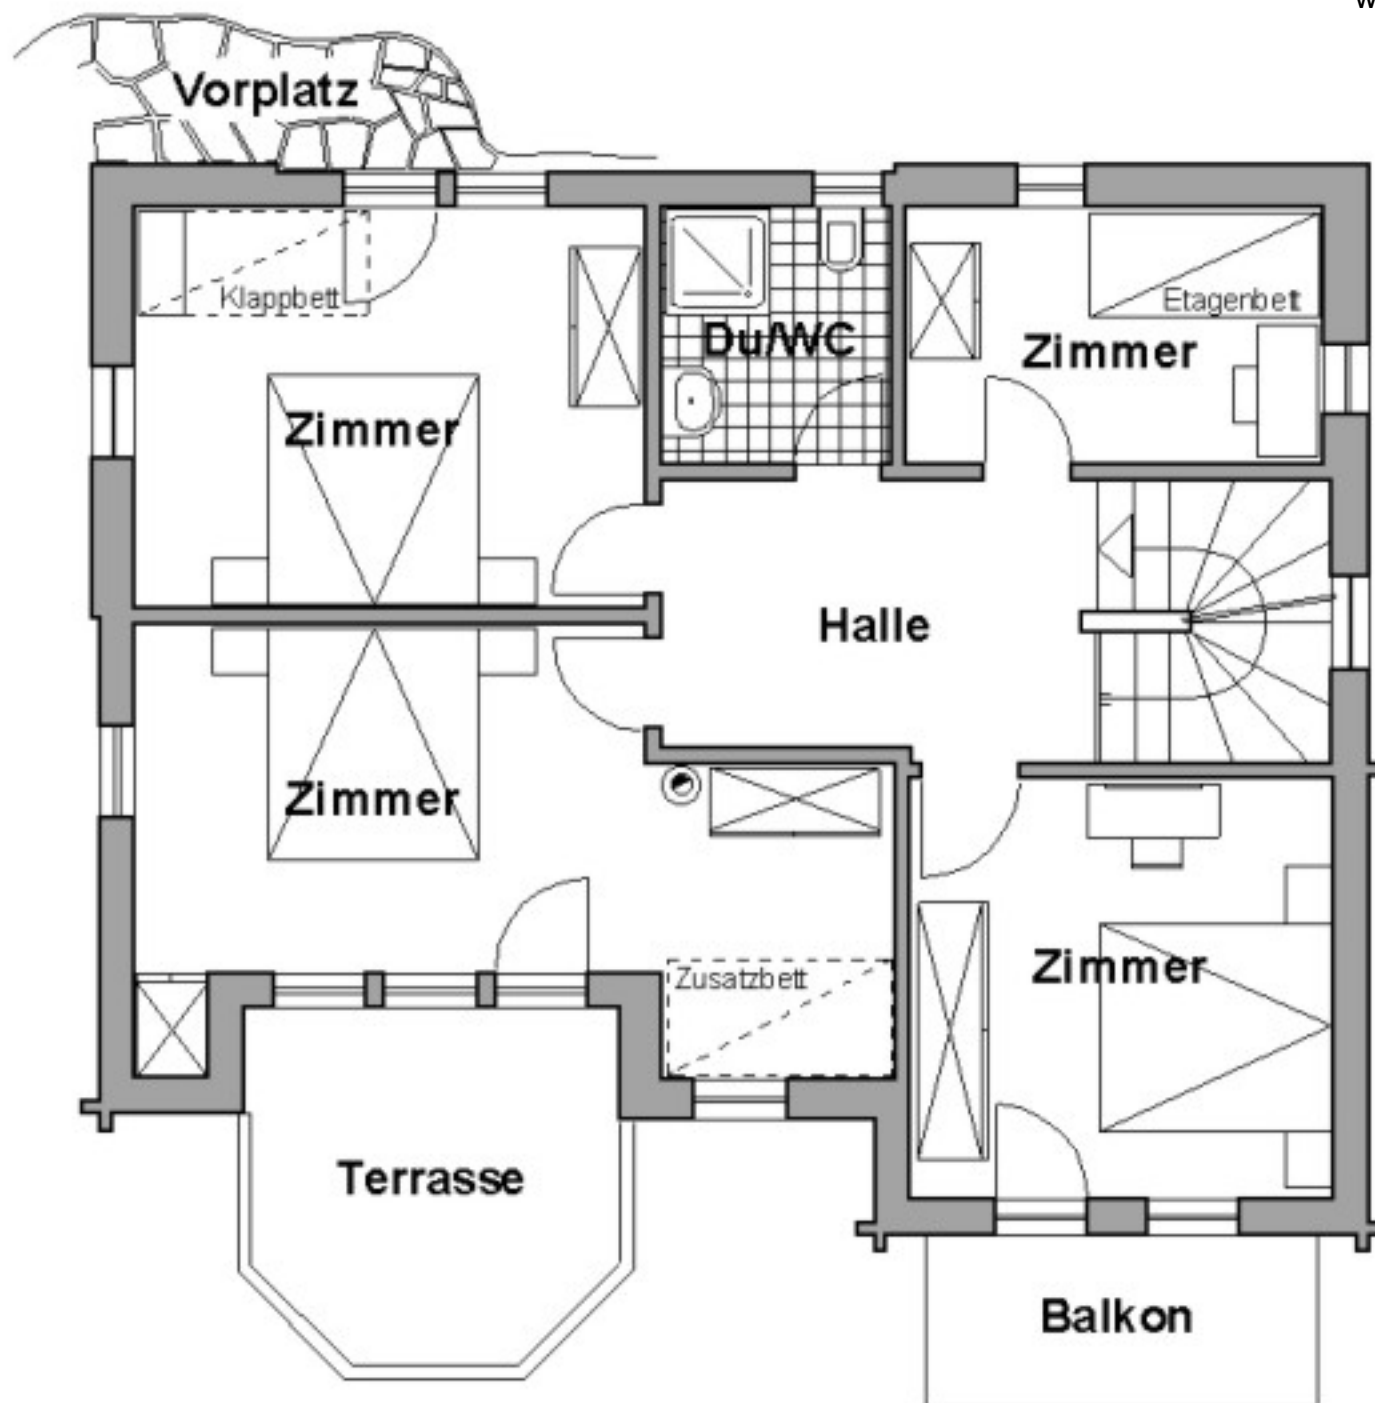 Vorplatz
Klappbett
Du/WC
Etagenbett
Zimmer
Zimmer
Halle
Zimmer
Zusatzbett
Zimmer
Terrasse
Balkon